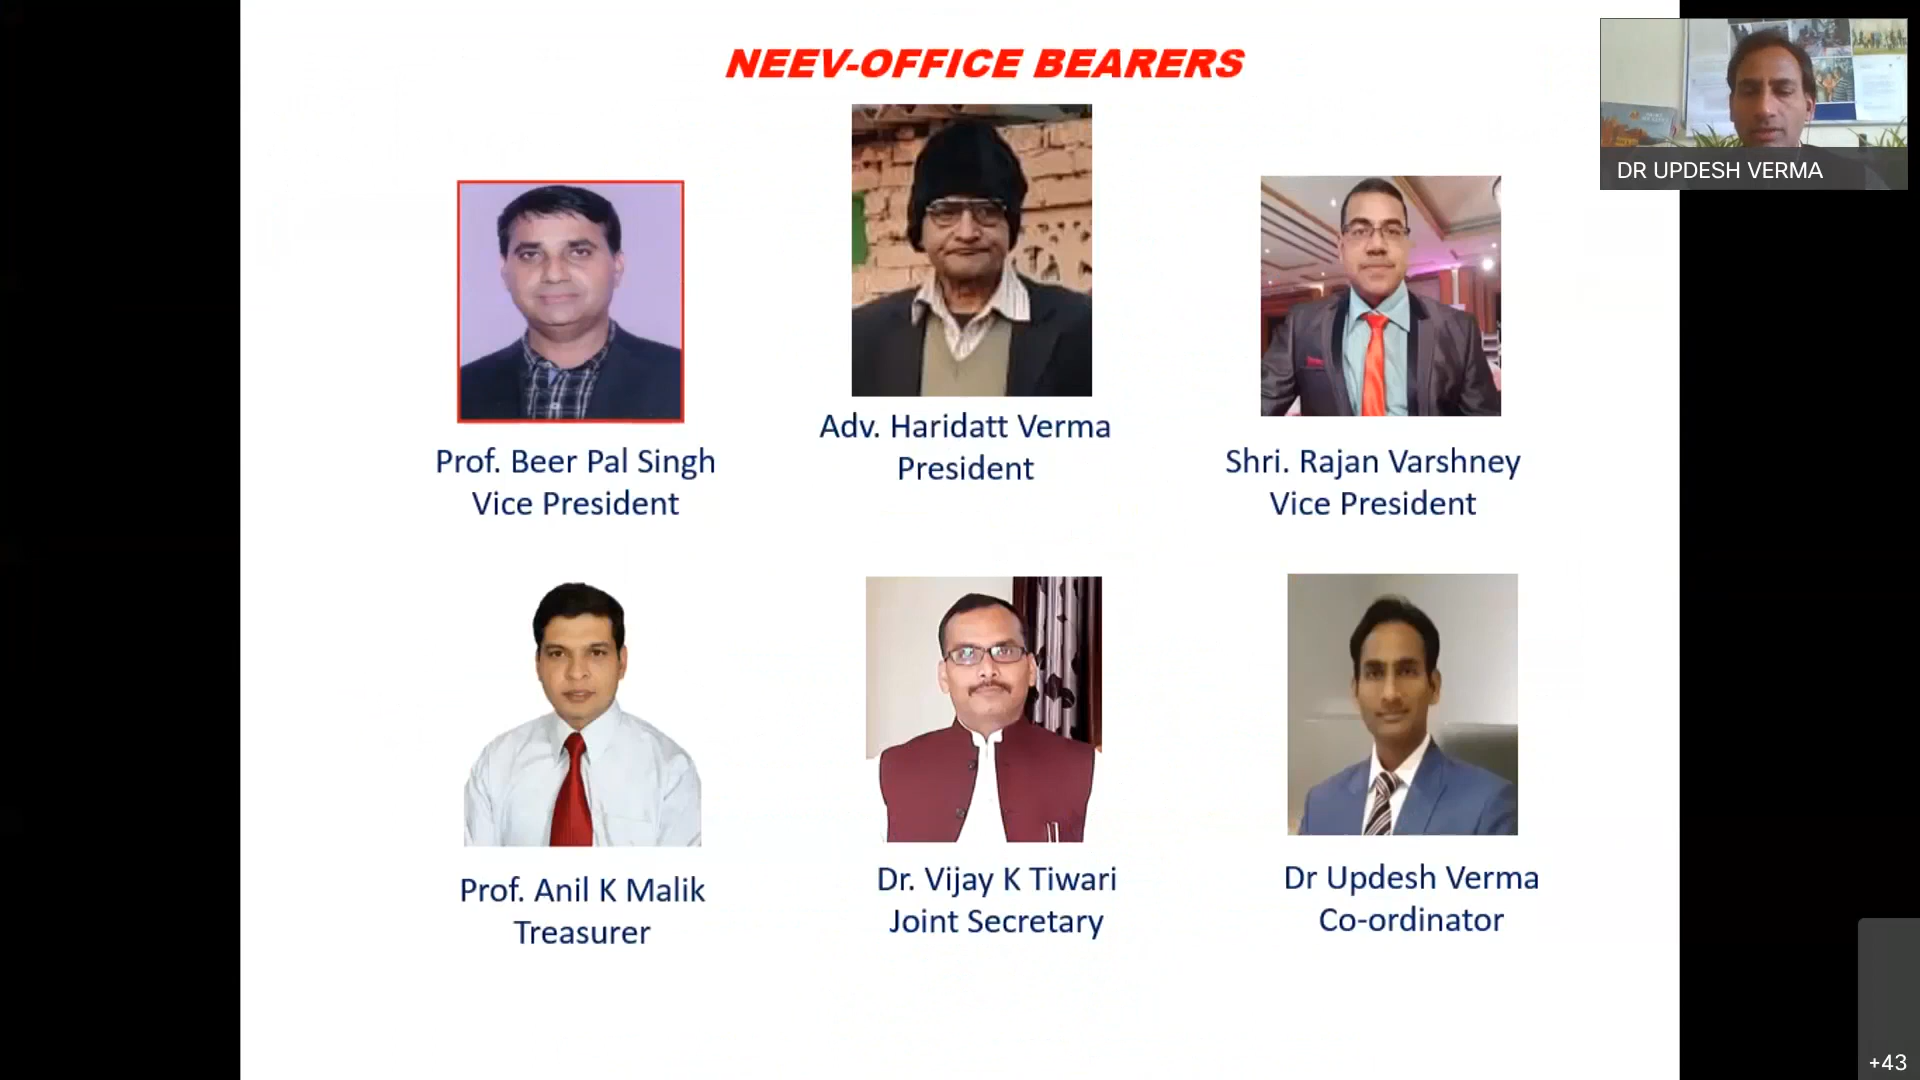 NEEV-OFFICE BEARERS
DR UPDESH VERMA
Prof. Beer Pal Singh
Vice President
Adv. Haridatt Verma
President
Shri. Rajan Varshney
Vice President
Prof. Anil K Malik
Treasurer
Dr. Vijay K Tiwari
Joint Secretary
Dr Updesh Verma
Co-ordinator
+43